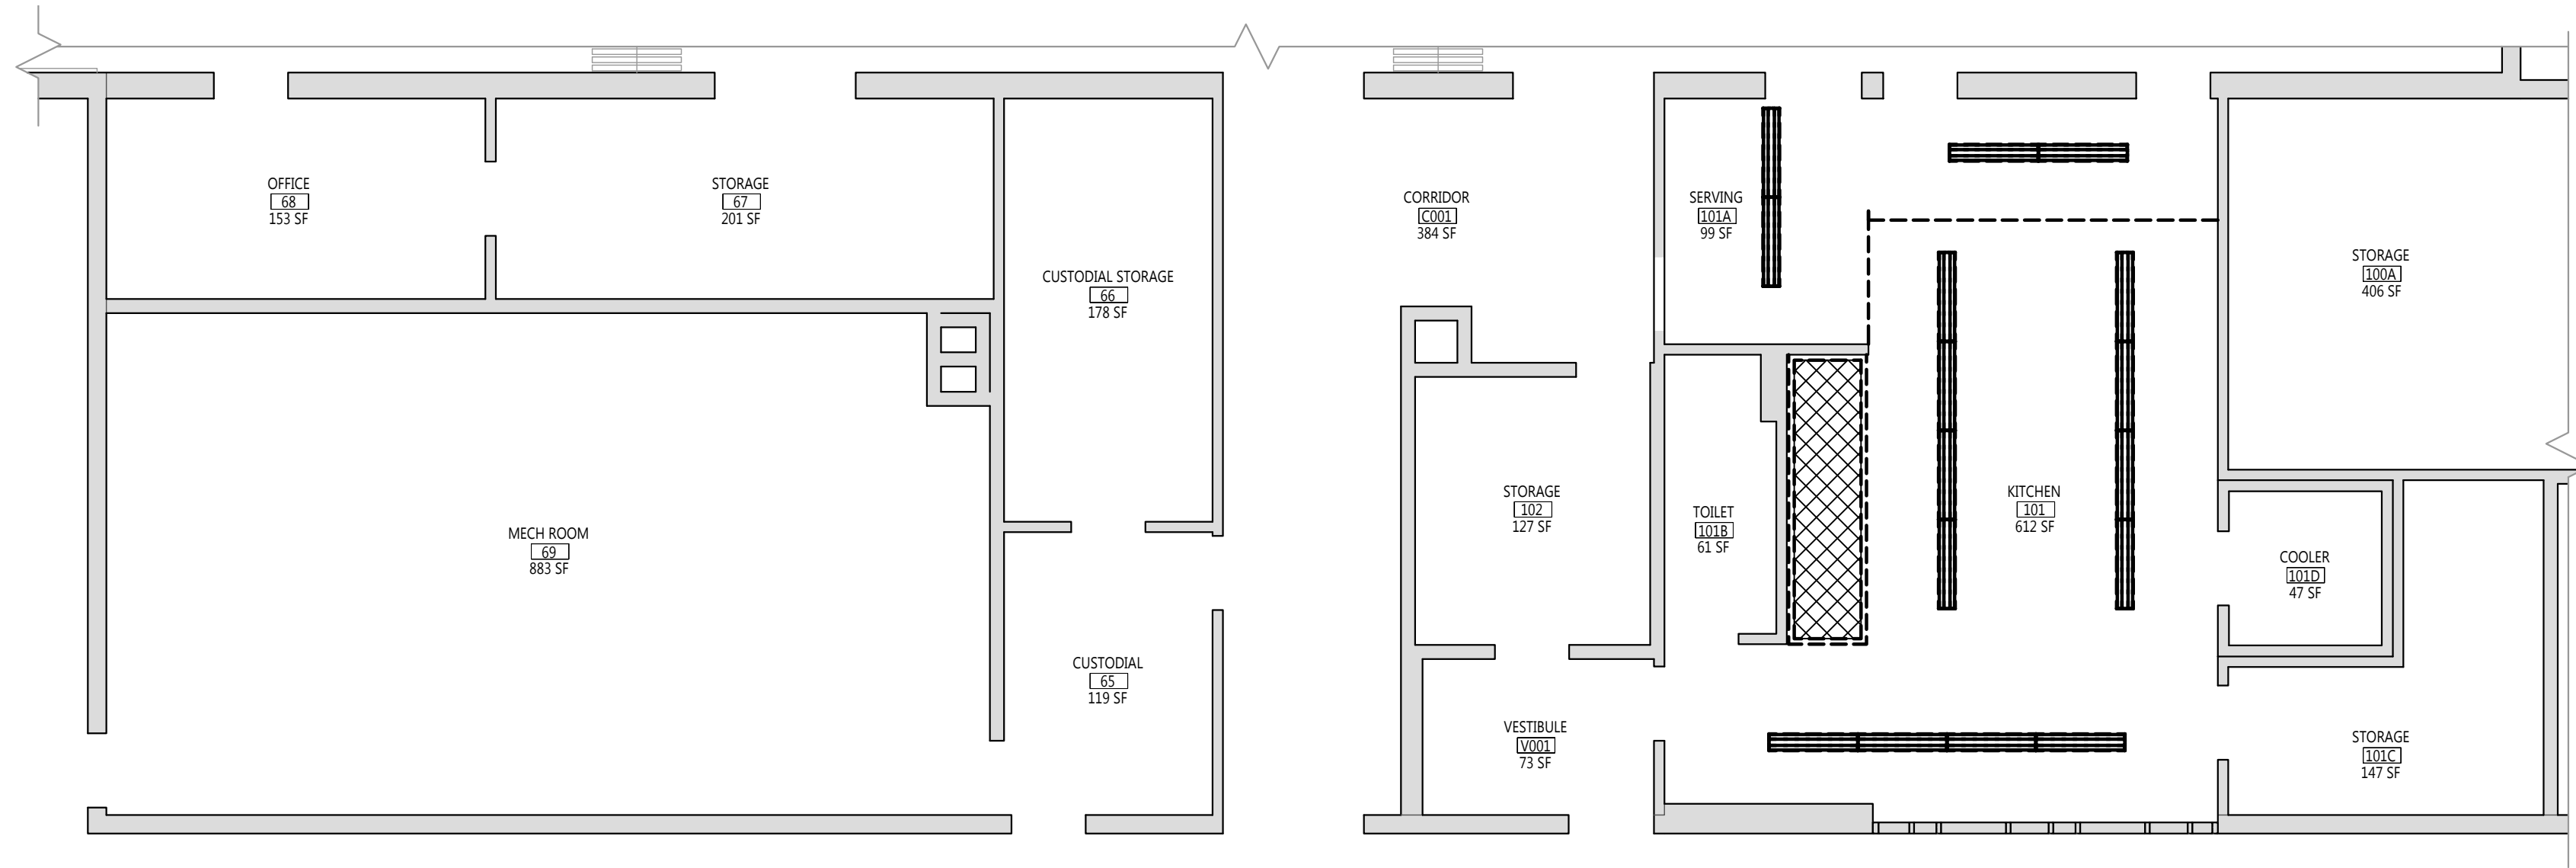 OFFICE
68
153 SF
STORAGE
67
201 SF
CUSTODIAL STORAGE
66
178 SF
CORRIDOR
C001
384 SF
SERVING
101A
99 SF
STORAGE
100A
406 SF
MECH ROOM
69
883 SF
STORAGE
102
127 SF
TOILET
101B
61 SF
KITCHEN
101
612 SF
COOLER
101D
47 SF
CUSTODIAL
65
119 SF
VESTIBULE
V001
73 SF
STORAGE
101C
147 SF